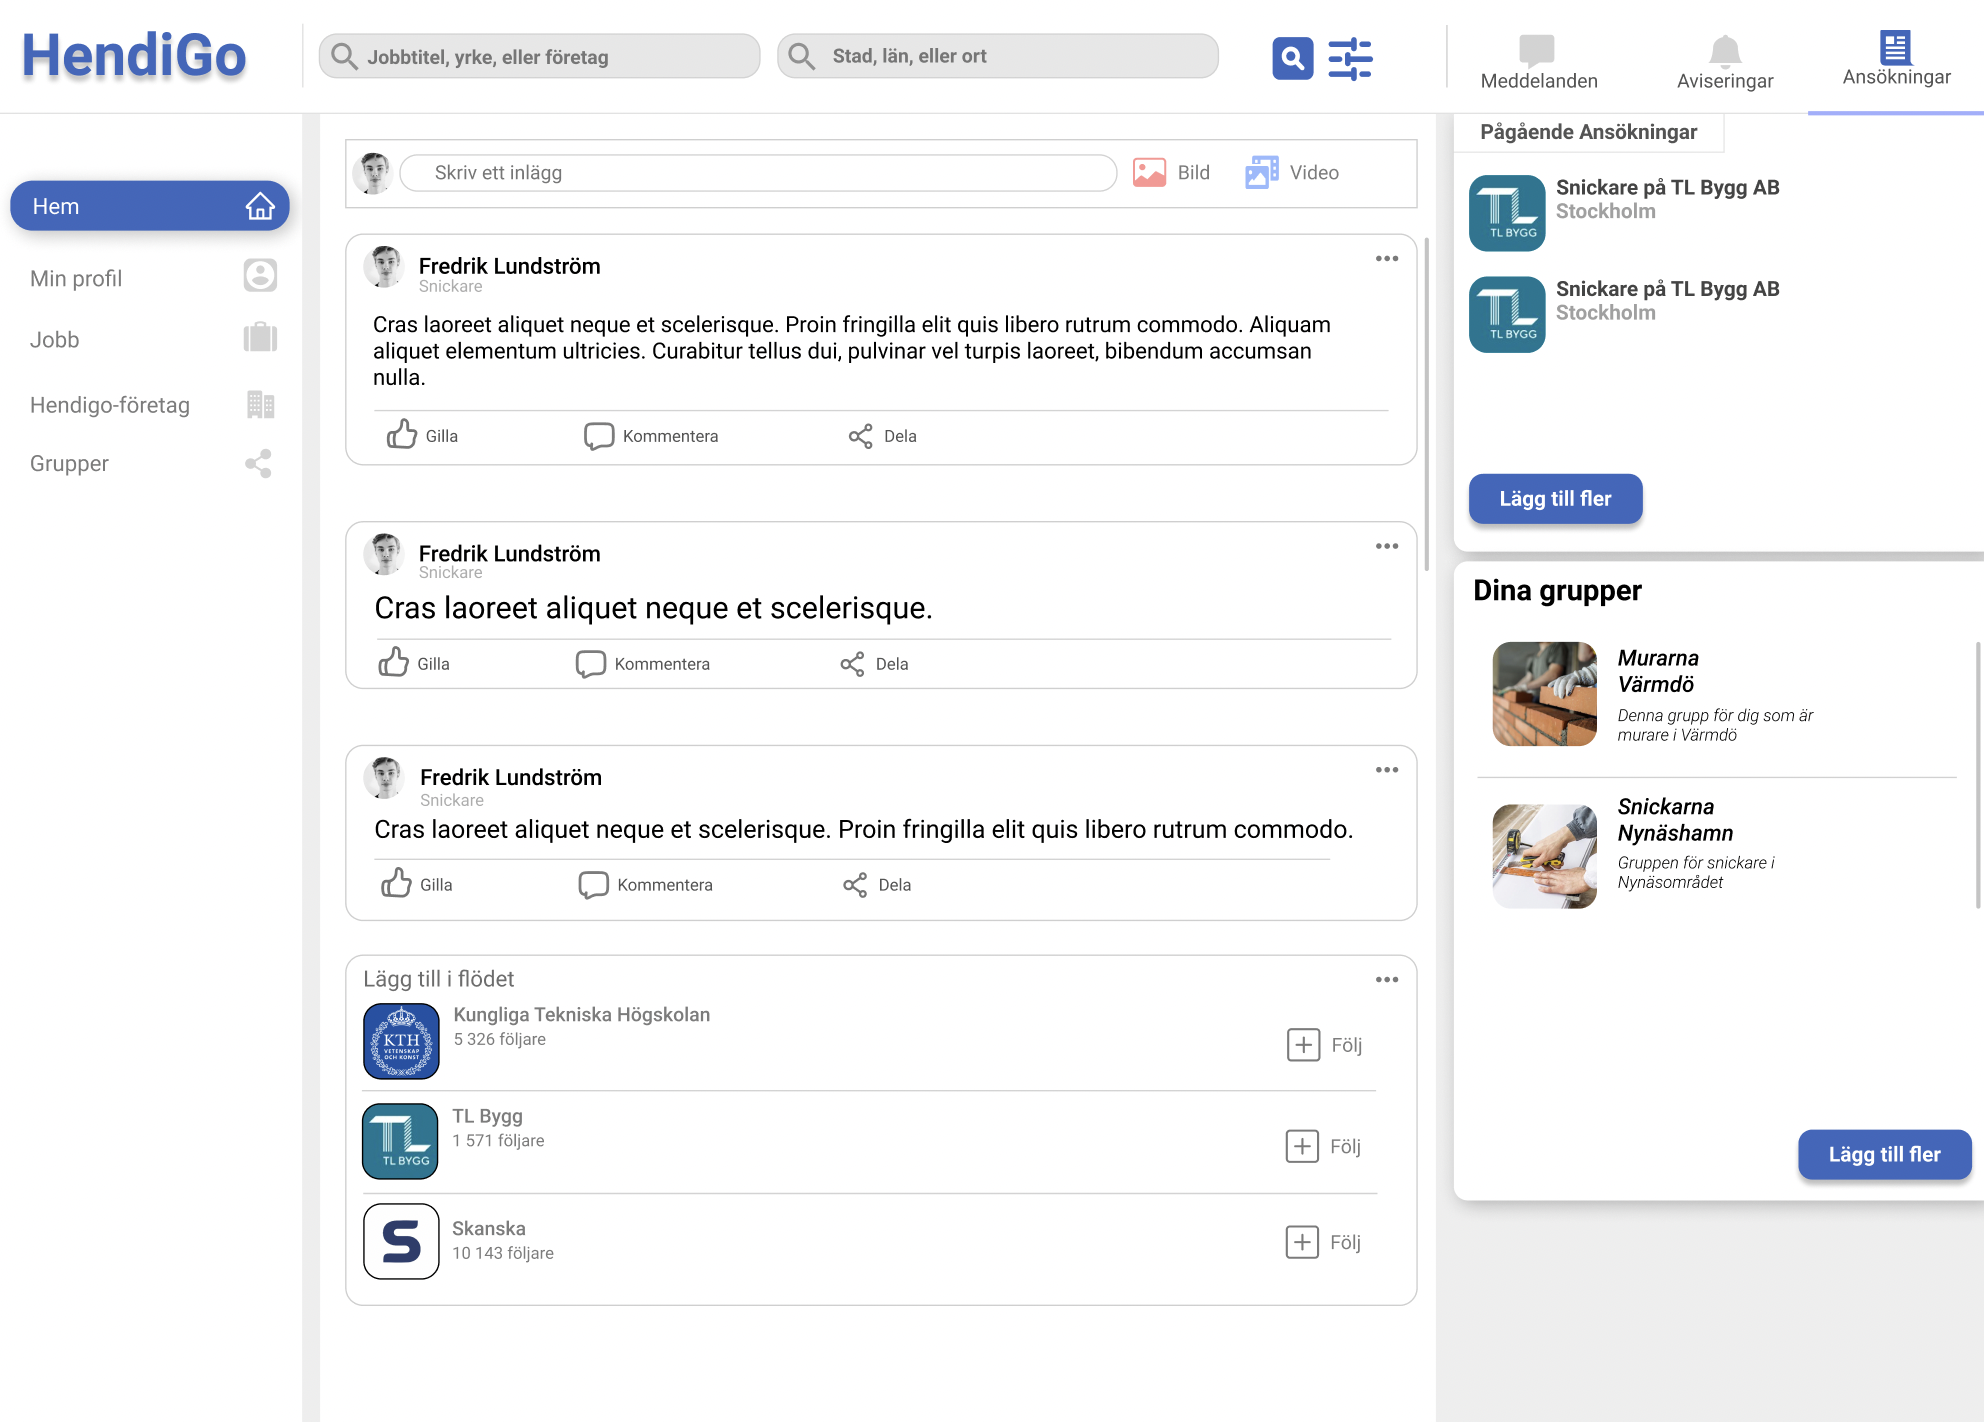 HendiGo
Jobbtitel, yrke, eller företag
Stad, län, eller ort
Meddelanden
Aviseringar
Ansökningar
Hem
Min profil
Jobb
Hendigo-företag
Grupper
Skriv ett inlägg
Bild
Video
Fredrik Lundström
Snickare
Cras laoreet aliquet neque et scelerisque. Proin fringilla elit quis libero rutrum commodo. Aliquam
aliquet elementum ultricies. Curabitur tellus dui, pulvinar vel turpis laoreet, bibendum accumsan
nulla.
Gilla
Kommentera
Dela
Fredrik Lundström
Snickare
Cras laoreet aliquet neque et scelerisque.
Gilla
Kommentera
Dela
Fredrik Lundström
Snickare
Cras laoreet aliquet neque et scelerisque. Proin fringilla elit quis libero rutrum commodo.
Gilla
Kommentera
Dela
Lägg till i flödet
KTH
VETENSKAP
OCH KONST
Kungliga Tekniska Högskolan
5 326 följare
Följ
TL
TL BYGG
TL Bygg
1 571 följare
Följ
S
Skanska
10 143 följare
Följ
Pågående Ansökningar
TL
TL BYGG
Snickare på TL Bygg AB
Stockholm
TL
TL BYGG
Snickare på TL Bygg AB
Stockholm
Lägg till fler
Dina grupper
Murarna
Värmdö
Denna grupp för dig som är
murare i Värmdö
Snickarna
Nynäshamn
Gruppen för snickare i
Nynäsområdet
Lägg till fler